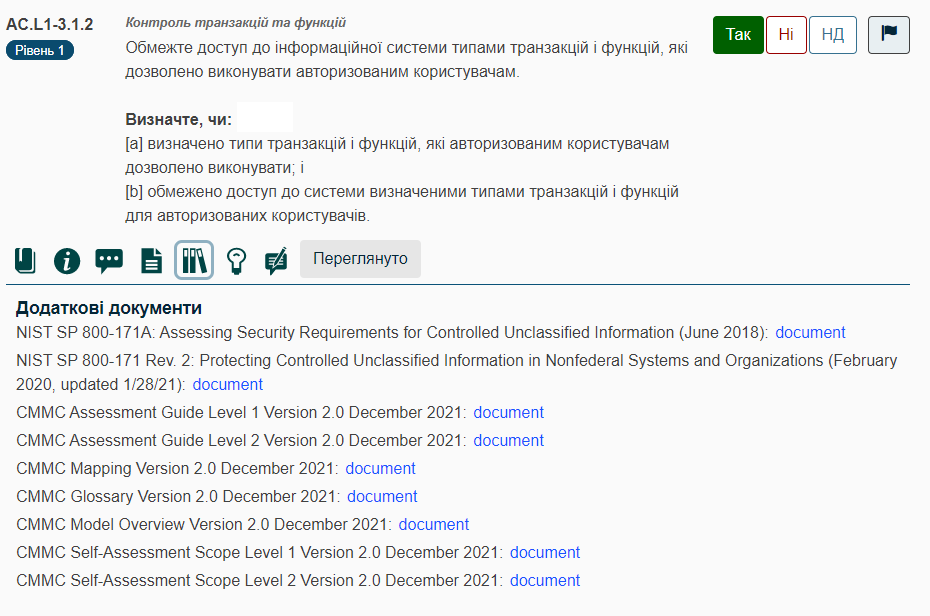 AC.L1-3.1.2
Рівень 1
Контроль транзакцій та функцій
Обмежте доступ до інформаційної системи типами транзакцій і функцій, які
дозволено виконувати авторизованим користувачам.
Визначте, чи:
[a] визначено типи транзакцій і функцій, які авторизованим користувачам
дозволено виконувати; і
[b] обмежено доступ до системи визначеними типами транзакцій і функцій
для авторизованих користувачів.
Так
Ні
НД
Переглянуто
Додаткові документи
NIST SP 800-171A: Assessing Security Requirements for Controlled Unclassified Information (June 2018): document
NIST SP 800-171 Rev. 2: Protecting Controlled Unclassified Information in Nonfederal Systems and Organizations (February
2020, updated 1/28/21): document
CMMC Assessment Guide Level 1 Version 2.0 December 2021: document
CMMC Assessment Guide Level 2 Version 2.0 December 2021: document
CMMC Mapping Version 2.0 December 2021: document
CMMC Glossary Version 2.0 December 2021: document
CMMC Model Overview Version 2.0 December 2021: document
CMMC Self-Assessment Scope Level 1 Version 2.0 December 2021: document
CMMC Self-Assessment Scope Level 2 Version 2.0 December 2021: document